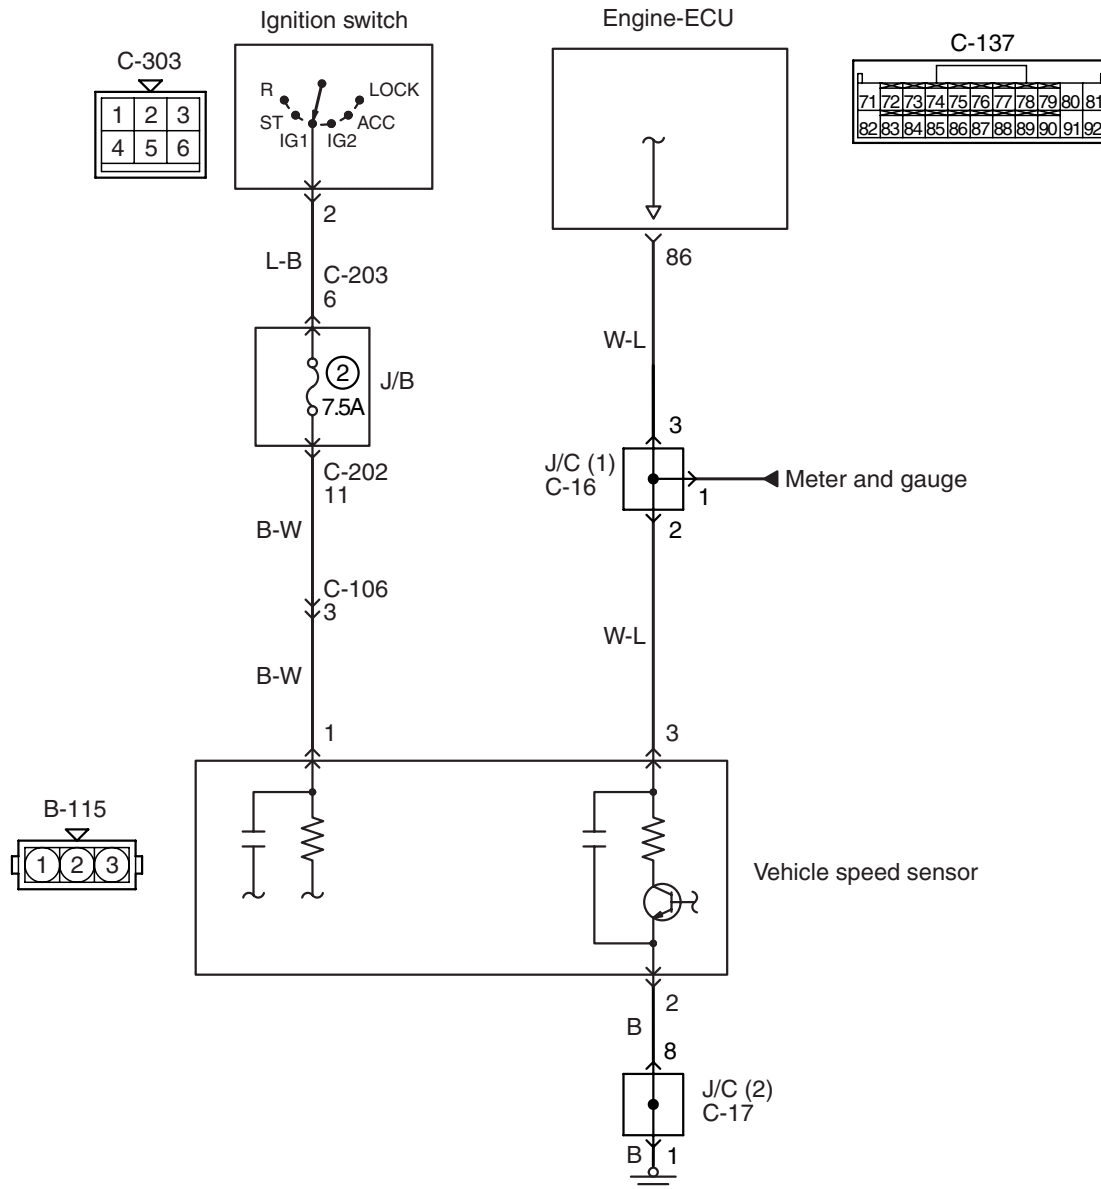 Ignition switch
Engine-ECU
C-137
C-303
1 2 3
4 5 6
R
LOCK
ST
ACC
IG1
IG2
71 72 73 74 75 76 77 78 79 80 81
82 83 84 85 86 87 88 89 90 91 92
2
86
L-B
C-203
6
W-L
2
7.5A
J/B
3
J/C (1)
C-16
1
Meter and gauge
2
C-202
11
B-W
C-106
3
W-L
B-W
1
3
B-115
1 2 3
Vehicle speed sensor
2
B
8
J/C (2)
C-17
B
1